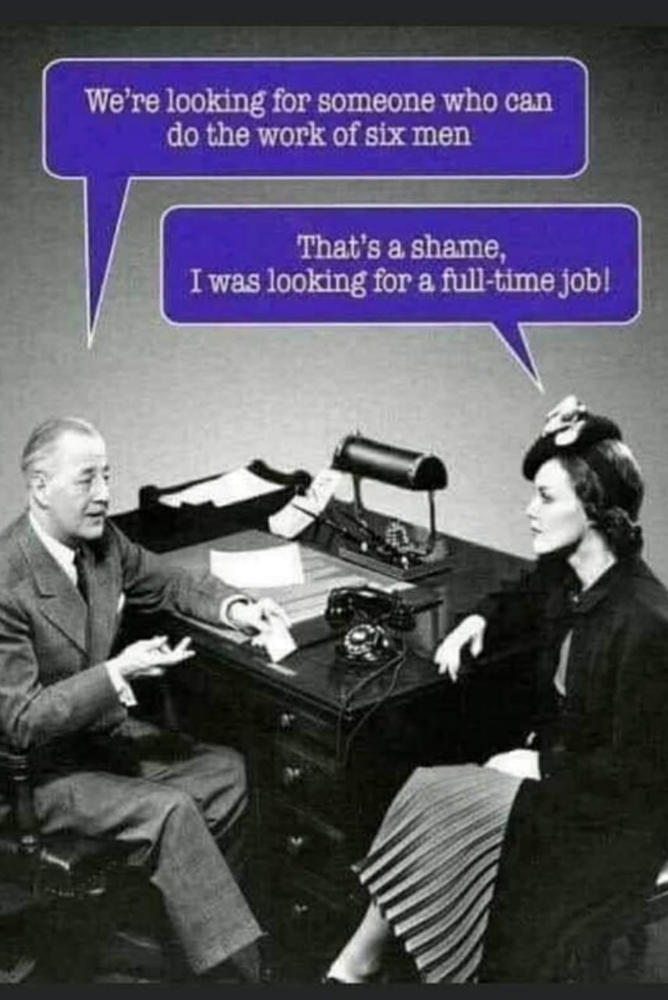 We're looking for someone who can
do the work of six men
That's a shame,
I was looking for a full-time job!